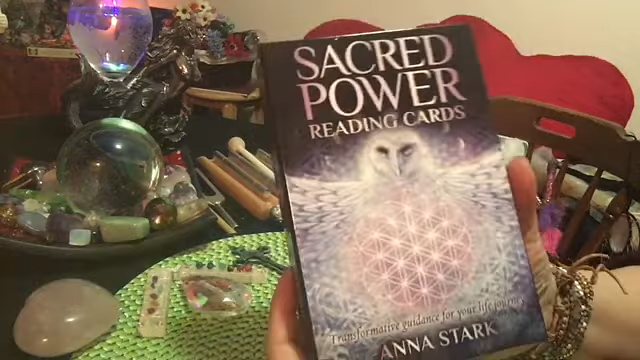 SACRED
POWER
READING CARDS
Transformative guidance for your life journey
ANNA STARK